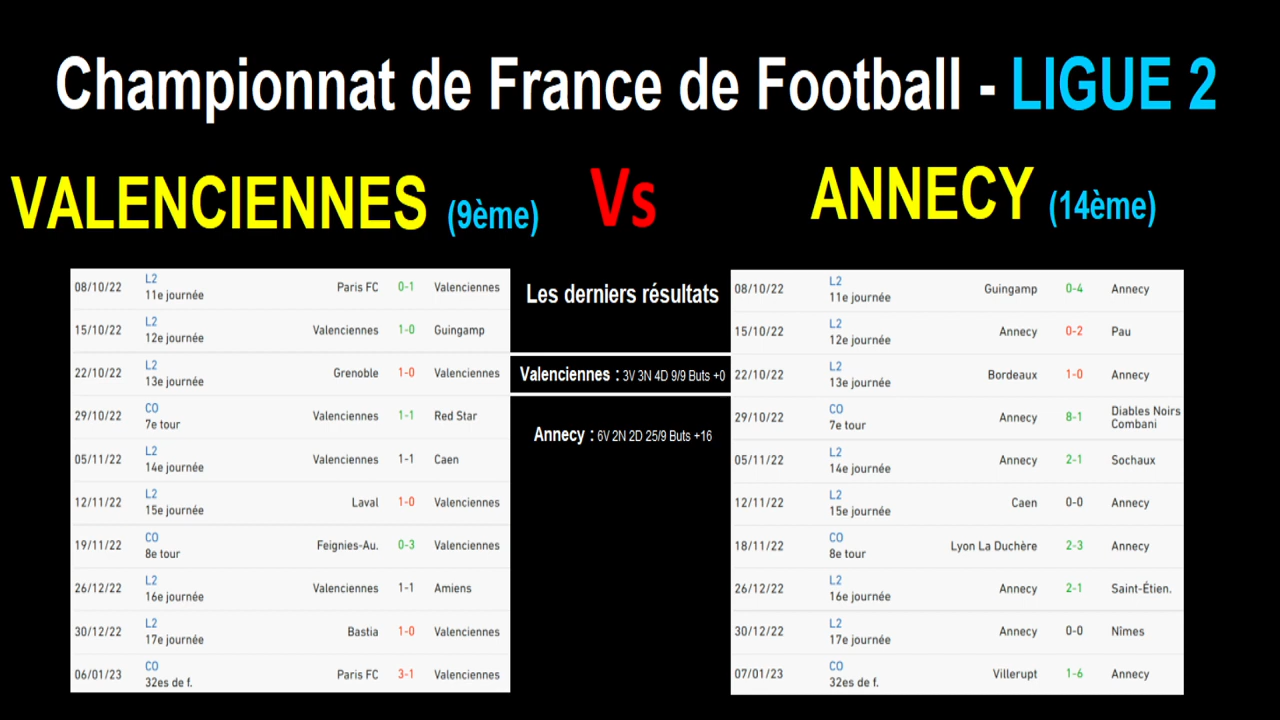 Championnat de France de Football - LIGUE 2
VALENCIENNES (9ème) Vs ANNECY (14ème)
08/10/22 L2 11e journée Paris FC 0-1 Valenciennes
15/10/22 L2 12e journée Valenciennes 1-0 Guingamp
22/10/22 L2 13e journée Grenoble 1-0 Valenciennes
29/10/22 CO 7e tour Valenciennes 1-1 Red Star
05/11/22 L2 14e journée Valenciennes 1-1 Caen
12/11/22 L2 15e journée Laval 1-0 Valenciennes
19/11/22 CO 8e tour Feignies-Au. 0-3 Valenciennes
26/12/22 L2 16e journée Valenciennes 1-1 Amiens
30/12/22 L2 17e journée Bastia 1-0 Valenciennes
06/01/23 CO 32es de f. Paris FC 3-1 Valenciennes
Les derniers résultats
Valenciennes : 3V 3N 4D 9/9 Buts +0
Annecy : 6V 2N 2D 25/9 Buts +16
08/10/22 L2 11e journée Guingamp 0-4 Annecy
15/10/22 L2 12e journée Annecy 0-2 Pau
22/10/22 L2 13e journée Bordeaux 1-0 Annecy
29/10/22 CO 7e tour Annecy 8-1 Diables Noirs Combani
05/11/22 L2 14e journée Annecy 2-1 Sochaux
12/11/22 L2 15e journée Caen 0-0 Annecy
18/11/22 CO 8e tour Lyon La Duchère 2-3 Annecy
26/12/22 L2 16e journée Annecy 2-1 Saint-Étien.
30/12/22 L2 17e journée Annecy 0-0 Nîmes
07/01/23 CO 32es de f. Villerupt 1-6 Annecy